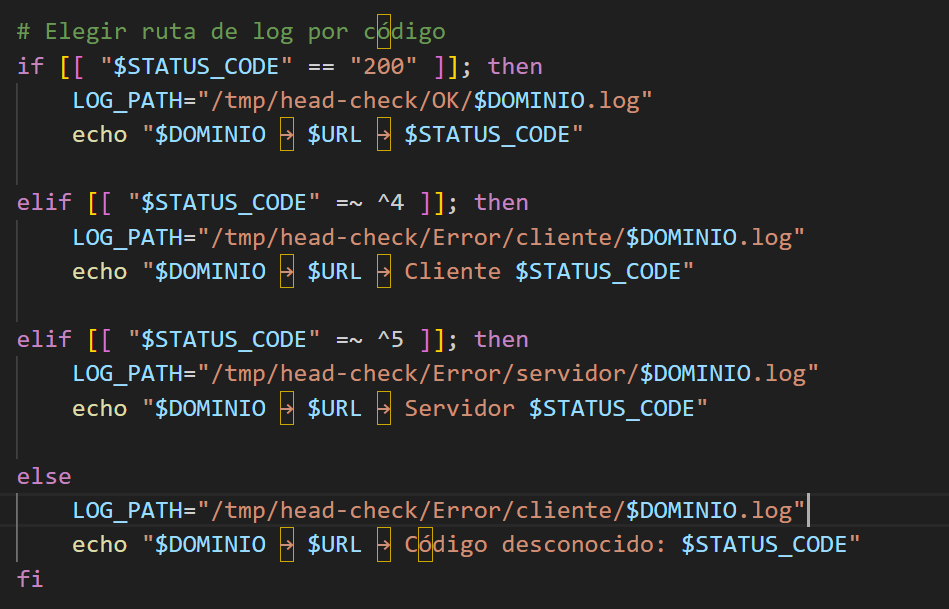 # Elegir ruta de log por código
if [[ "$STATUS_CODE" == "200" ]]; then
    LOG_PATH="/tmp/head-check/OK/$DOMINIO.log"
    echo "$DOMINIO → $URL → $STATUS_CODE"

elif [[ "$STATUS_CODE" =~ ^4 ]]; then
    LOG_PATH="/tmp/head-check/Error/cliente/$DOMINIO.log"
    echo "$DOMINIO → $URL → Cliente $STATUS_CODE"

elif [[ "$STATUS_CODE" =~ ^5 ]]; then
    LOG_PATH="/tmp/head-check/Error/servidor/$DOMINIO.log"
    echo "$DOMINIO → $URL → Servidor $STATUS_CODE"

else
    LOG_PATH="/tmp/head-check/Error/cliente/$DOMINIO.log"
    echo "$DOMINIO → $URL → Código desconocido: $STATUS_CODE"
fi